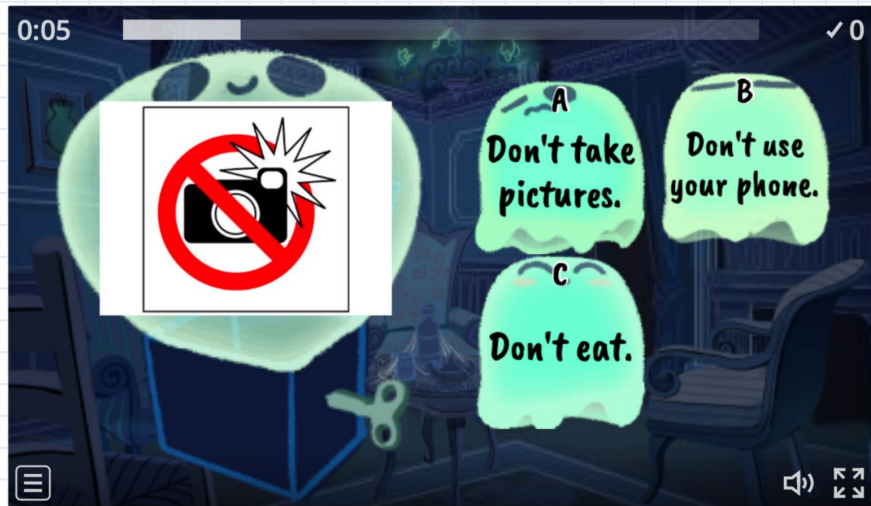 0:05
✓ 0
A
Don't take
pictures.
B
Don't use
your phone.
C
Don't eat.